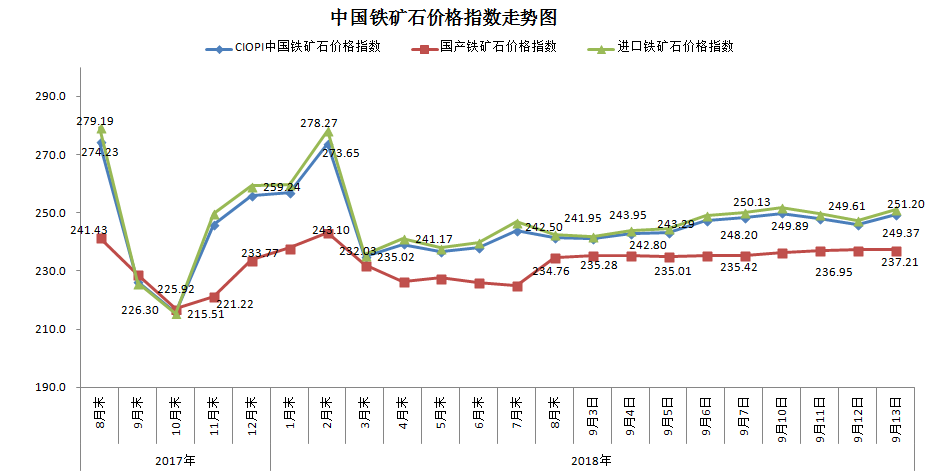 中国铁矿石价格指数走势图
CIOPI中国铁矿石价格指数 国产铁矿石价格指数 进口铁矿石价格指数
290.0
270.0
250.0
230.0
210.0
190.0
279.19
274.23
241.43
226.30
225.92
215.51
221.22
233.77
259.24
278.27
273.65
243.10
232.03
235.02
241.17
242.50
234.76
241.95
235.28
243.95
242.80
243.29
235.01
248.20
250.13
235.42
249.89
249.61
236.95
251.20
249.37
237.21
8月末
9月末
10月末
11月末
12月末
1月末
2月末
3月末
4月末
5月末
6月末
7月末
8月末
9月3日
9月4日
9月5日
9月6日
9月7日
9月10日
9月11日
9月12日
9月13日
2017年 2018年